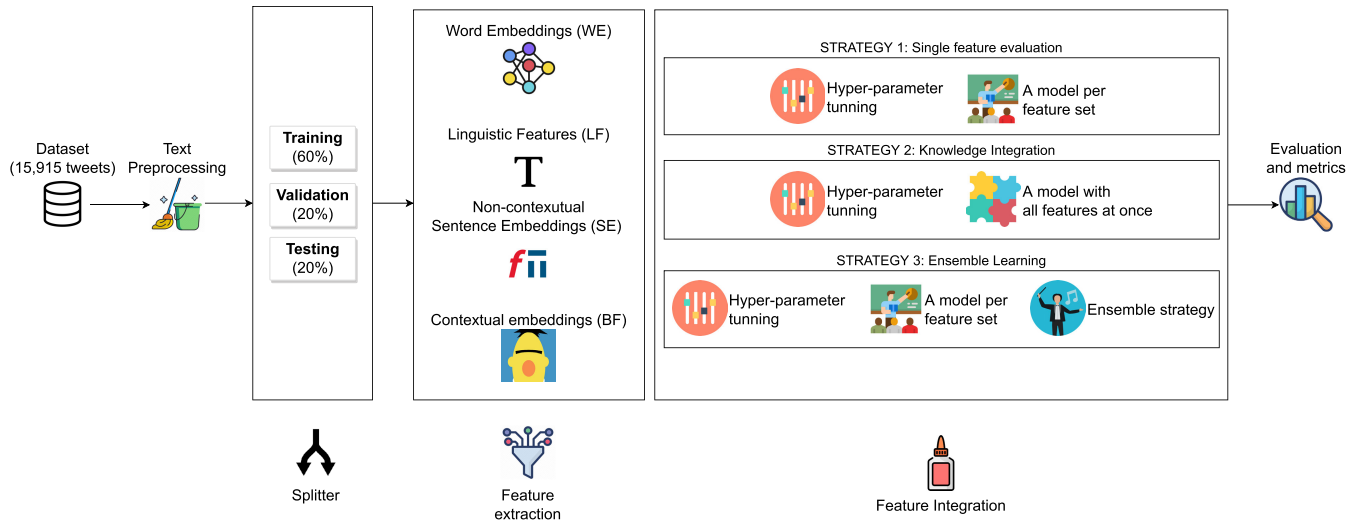 Dataset
(15,915 tweets)
Text
Preprocessing
Training
(60%)
Validation
(20%)
Testing
(20%)
Splitter
Word Embeddings (WE)
Linguistic Features (LF)
T
Non-contexutual
Sentence Embeddings (SE)
fπ
Contextual embeddings (BF)
Feature
extraction
STRATEGY 1: Single feature evaluation
Hyper-parameter
tunning
A model per
feature set
STRATEGY 2: Knowledge Integration
Hyper-parameter
tunning
A model with
all features at once
STRATEGY 3: Ensemble Learning
Hyper-parameter
tunning
A model per
feature set
Ensemble strategy
Feature Integration
Evaluation
and metrics